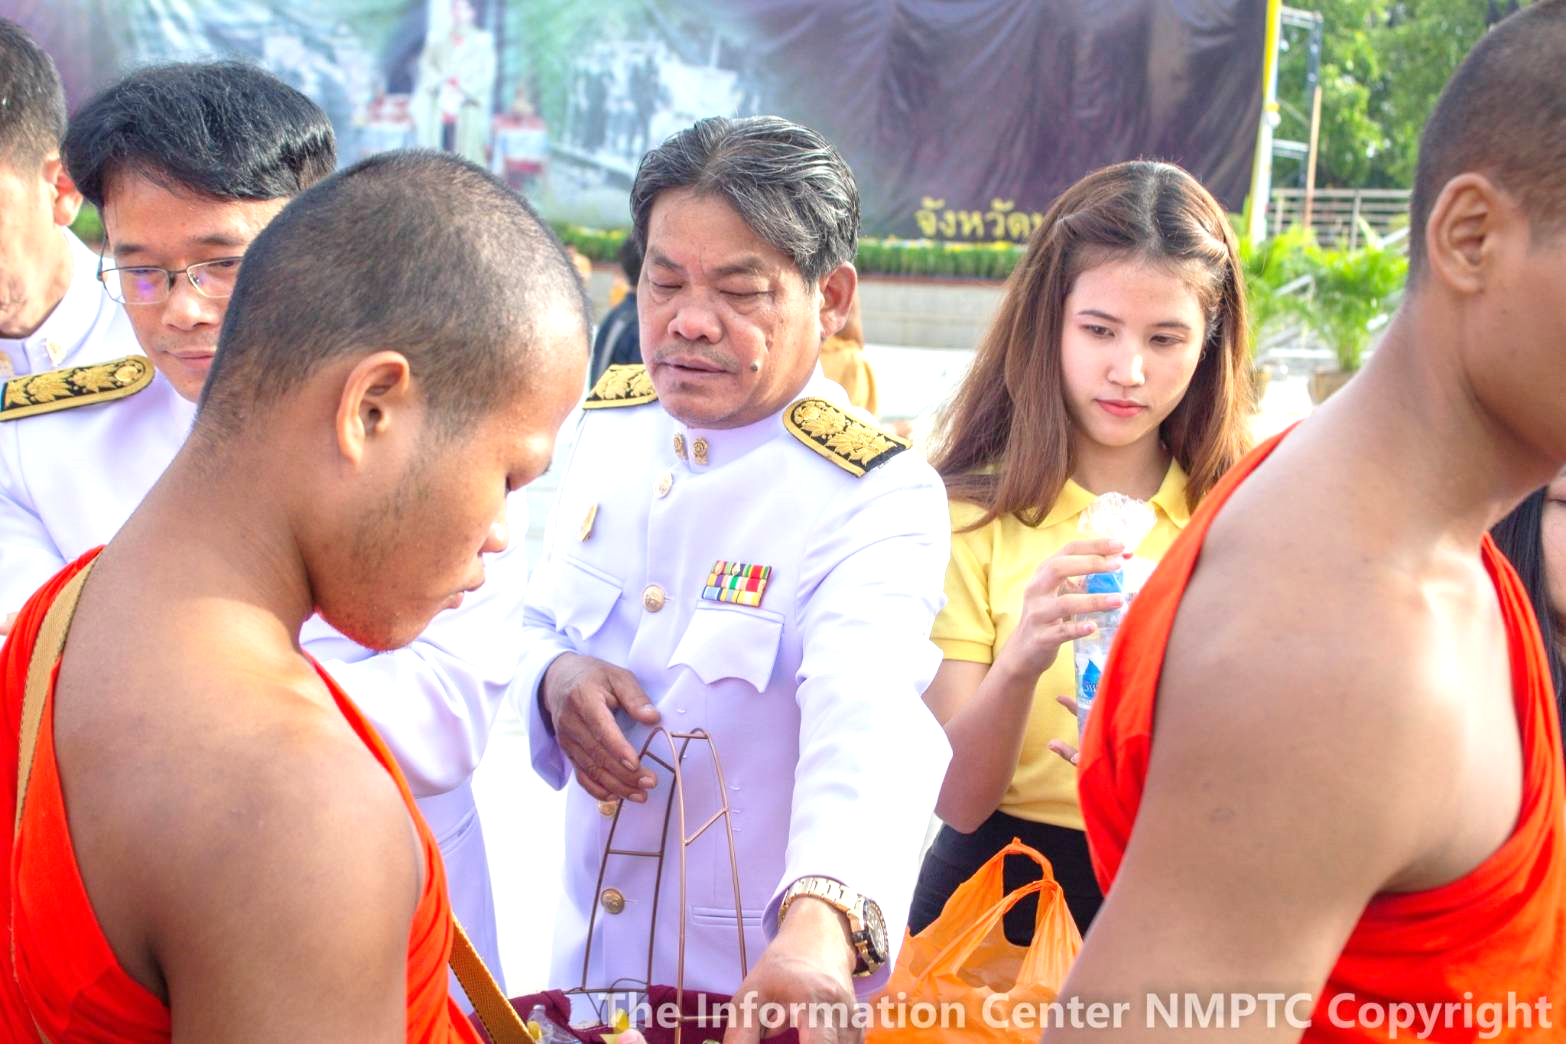 จังหวัด
The Information Center NMPTC Copyright